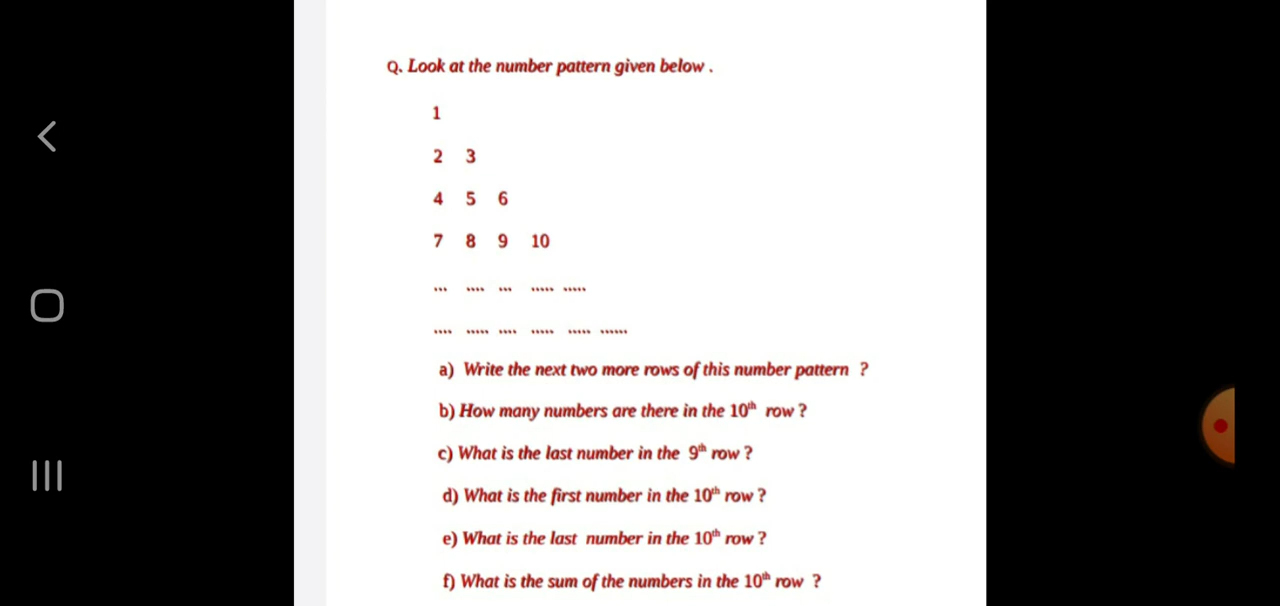 Q. Look at the number pattern given below .
1
2 3
4 5 6
7 8 9 10
... .... ... ..... .....
.... ..... .... ..... ..... ......
a) Write the next two more rows of this number pattern ?
b) How many numbers are there in the 10th row ?
c) What is the last number in the 9th row ?
d) What is the first number in the 10th row ?
e) What is the last number in the 10th row ?
f) What is the sum of the numbers in the 10th row ?